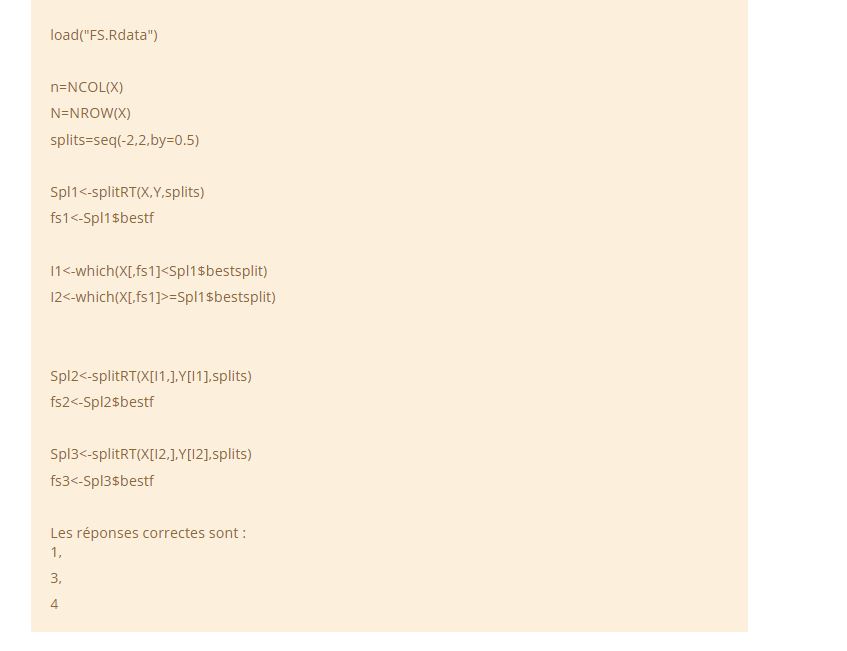 load("FS.Rdata")
n=NCOL(X)
N=NROW(X)
splits=seq(-2,2,by=0.5)
Spl1<-splitRT(X,Y,splits)
fs1<-Spl1$bestf
I1<-which(X[,fs1]<Spl1$bestsplit)
I2<-which(X[,fs1]>=Spl1$bestsplit)
Spl2<-splitRT(X[I1,],Y[I1],splits)
fs2<-Spl2$bestf
Spl3<-splitRT(X[I2,],Y[I2],splits)
fs3<-Spl3$bestf
Les réponses correctes sont :
1,
3,
4